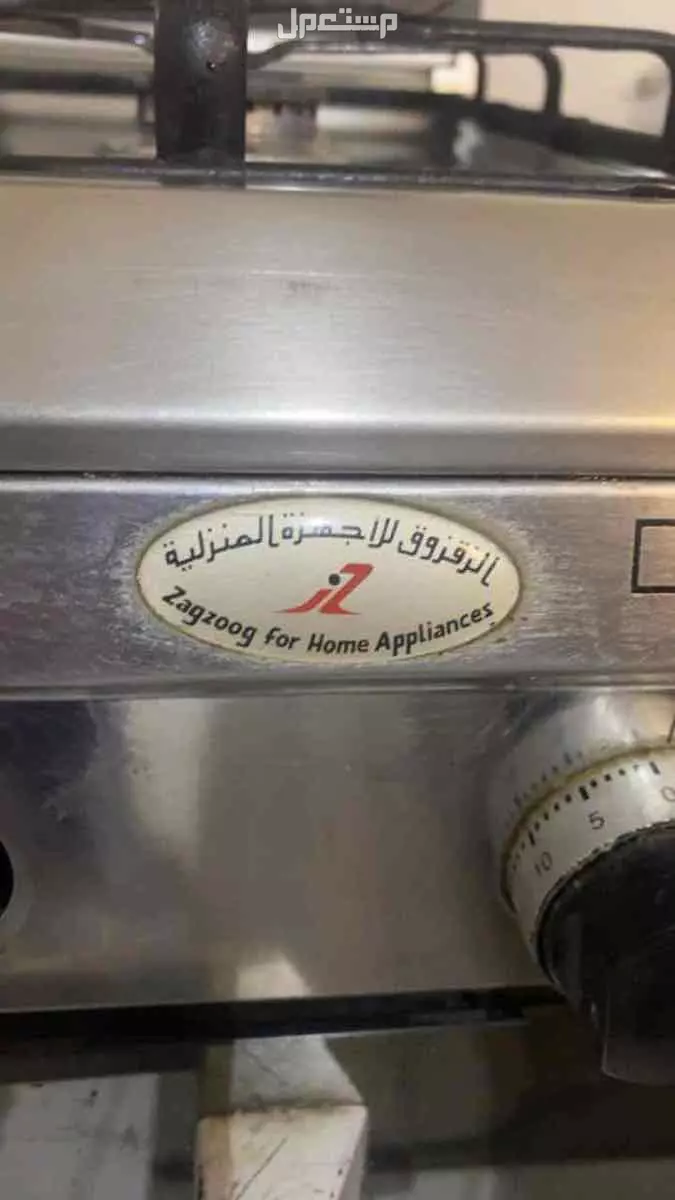 مستعمل
الزقزوق للاجهزة المنزلية
Zagzoog for Home Appliances
0
5
10